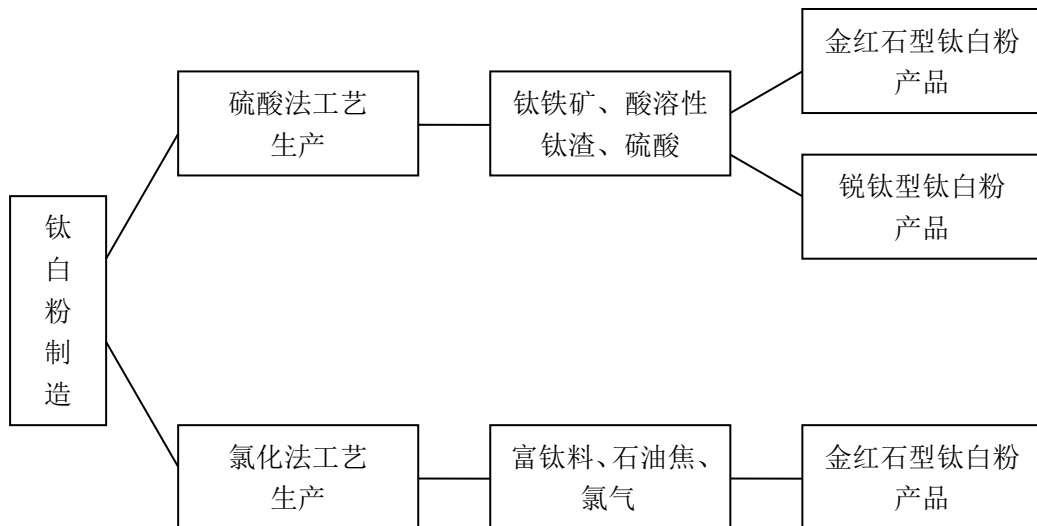 钛
白
粉
制
造
硫酸法工艺
生产
钛铁矿、酸溶性
钛渣、硫酸
金红石型钛白粉
产品
锐钛型钛白粉
产品
氯化法工艺
生产
富钛料、石油焦、
氯气
金红石型钛白粉
产品